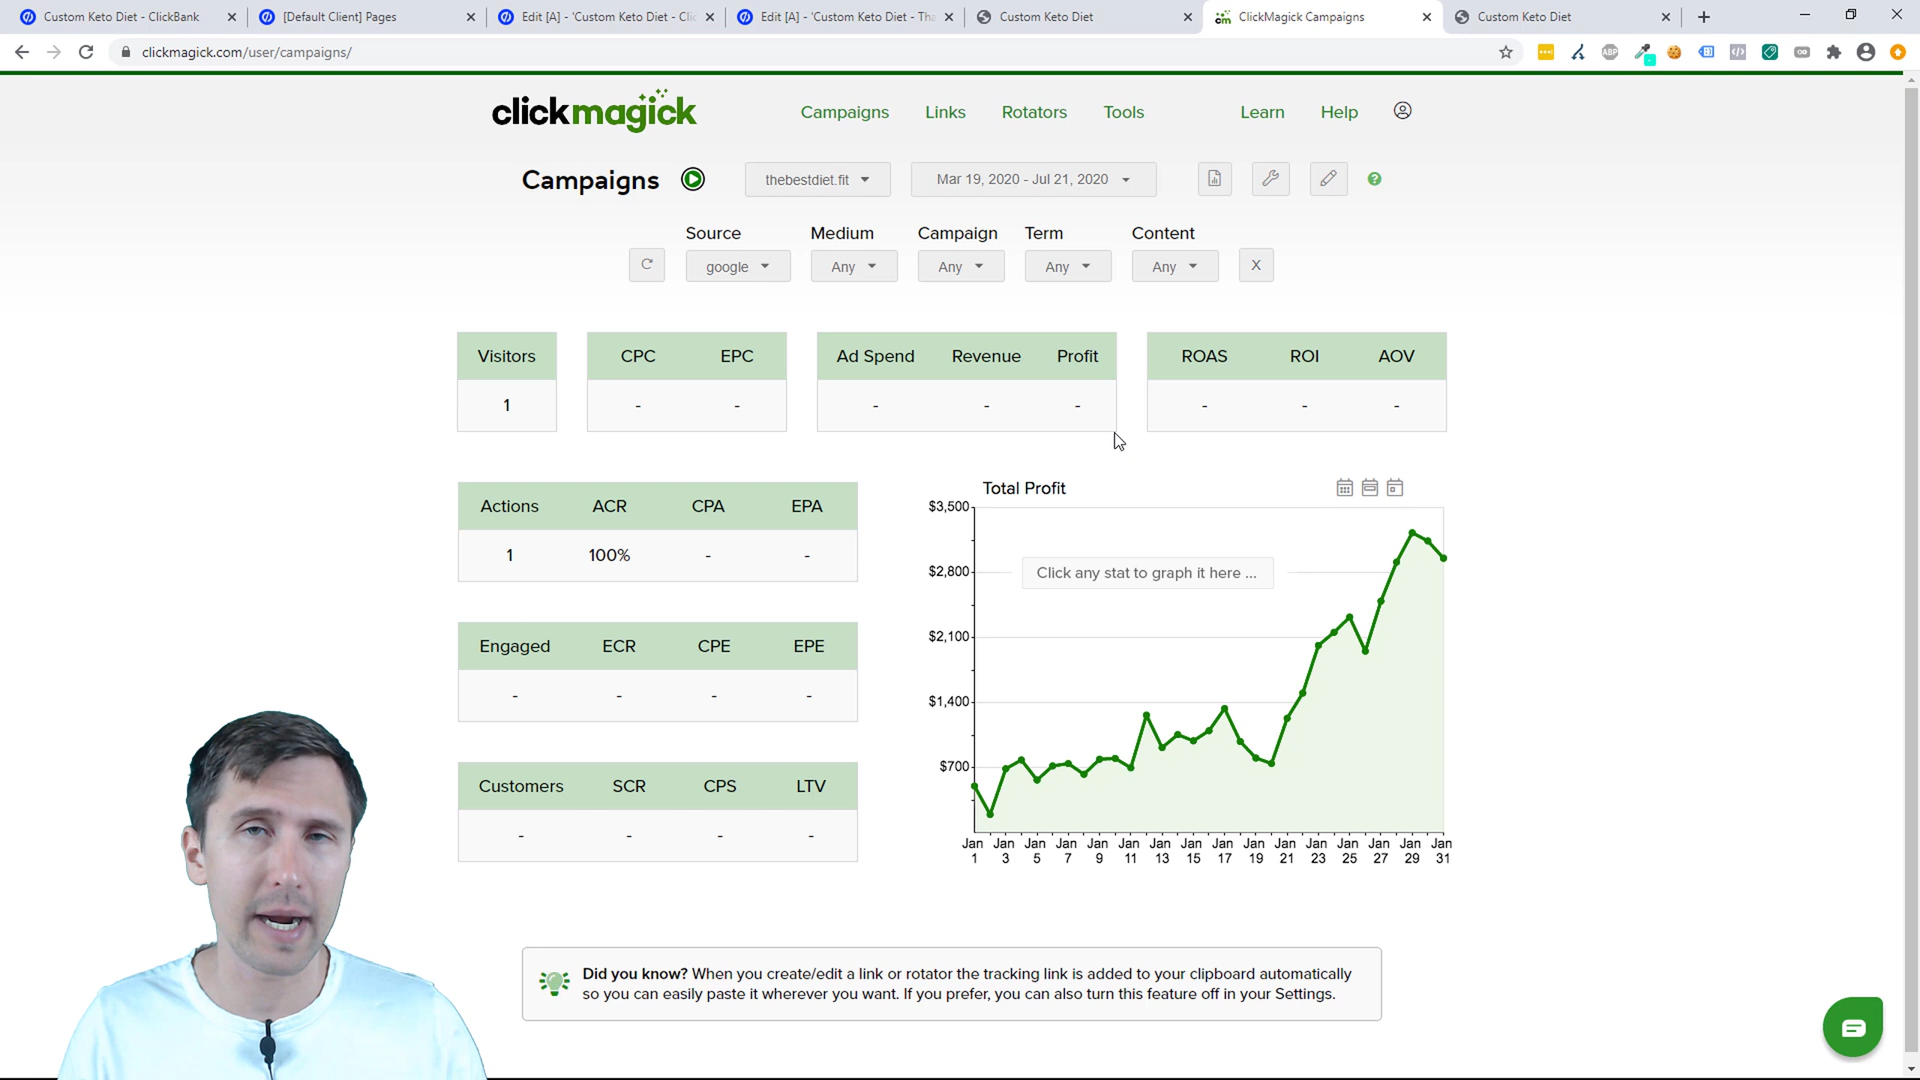 Custom Keto Diet - ClickBank
[Default Client] Pages
Edit [A] - 'Custom Keto Diet - Clic
Edit [A] - 'Custom Keto Diet - Tha
Custom Keto Diet
ClickMagick Campaigns
Custom Keto Diet
clickmagick.com/user/campaigns/
ABP
clickmagick
Campaigns
Links
Rotators
Tools
Learn
Help
Campaigns
thebestdiet.fit
Mar 19, 2020 - Jul 21, 2020
Source Medium Campaign Term Content
google Any Any Any Any X
Visitors CPC EPC Ad Spend Revenue Profit ROAS ROI AOV
1 - - - - - - - -
Actions ACR CPA EPA
1 100% - -
Engaged ECR CPE EPE
- - - -
Customers SCR CPS LTV
- - - -
Total Profit
$3,500
$2,800
$2,100
$1,400
$700
Click any stat to graph it here ...
Jan Jan Jan Jan Jan Jan Jan Jan Jan Jan Jan Jan Jan Jan Jan Jan
1 3 5 7 9 11 13 15 17 19 21 23 25 27 29 31
Did you know? When you create/edit a link or rotator the tracking link is added to your clipboard automatically
so you can easily paste it wherever you want. If you prefer, you can also turn this feature off in your Settings.